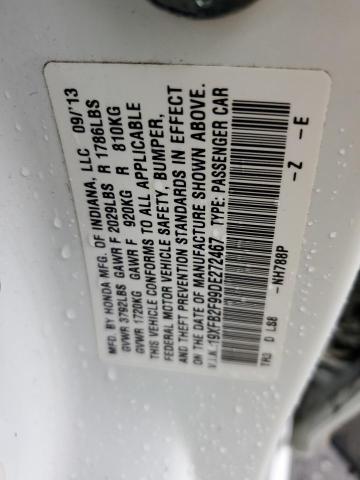 MFD BY HONDA MFG. OF INDIANA, LLC 09/'13
GVWR 3792LBS GAWR F 2029LBS R 1786LBS
GVWR 1720KG GAWR F 920KG R 810KG
THIS VEHICLE CONFORMS TO ALL APPLICABLE
FEDERAL MOTOR VEHICLE SAFETY, BUMPER,
AND THEFT PREVENTION STANDARDS IN EFFECT
ON THE DATE OF MANUFACTURE SHOWN ABOVE.
V.I.N. 19XFB2F99DE272467 TYPE: PASSENGER CAR
-NH788P -Z -E
TR3 D LS8